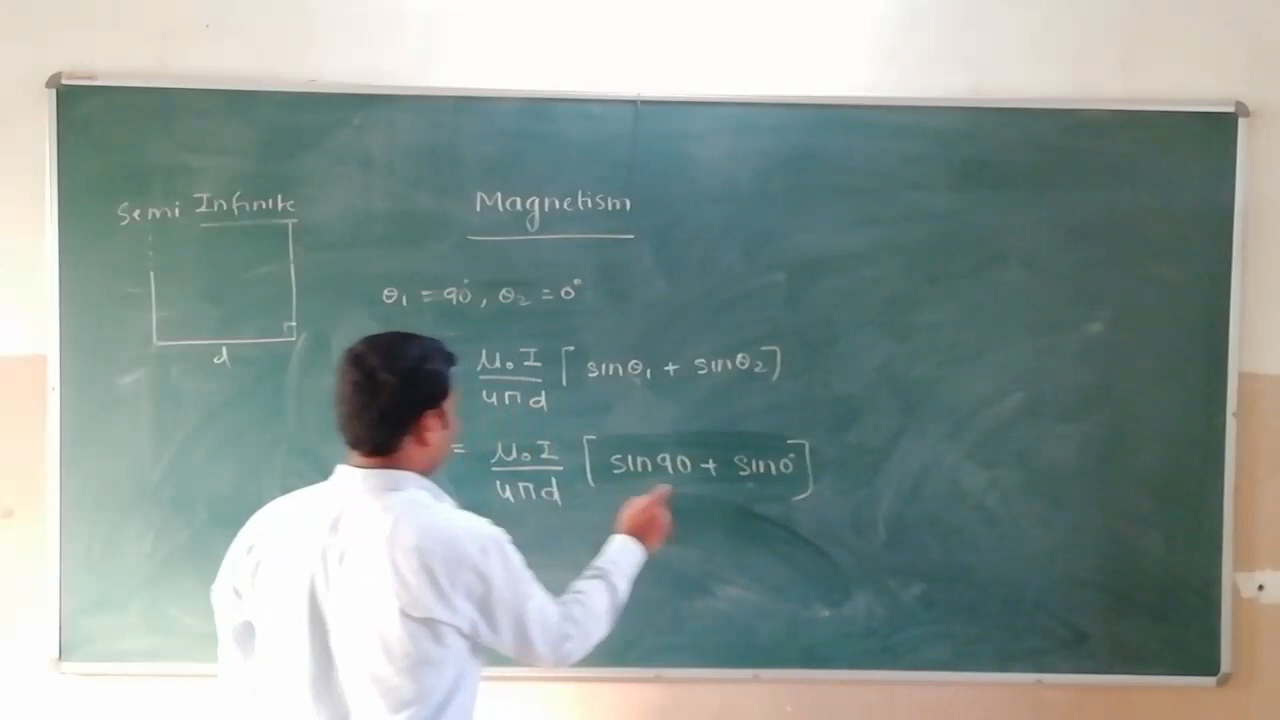 Semi Infinite
Magnetism
d
θ₁ = 90°, θ₂ = 0°
μ₀I/4πd [ sinθ₁ + sinθ₂]
= μ₀I/4πd [ sin90 + sin0° ]